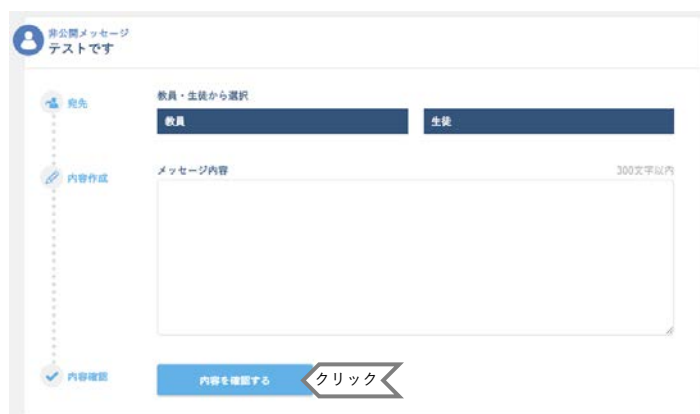 非公開メッセージ
テストです
宛先
教員・生徒から選択
教員
生徒
内容作成
メッセージ内容
300文字以内
内容確認
内容を確認する
クリック